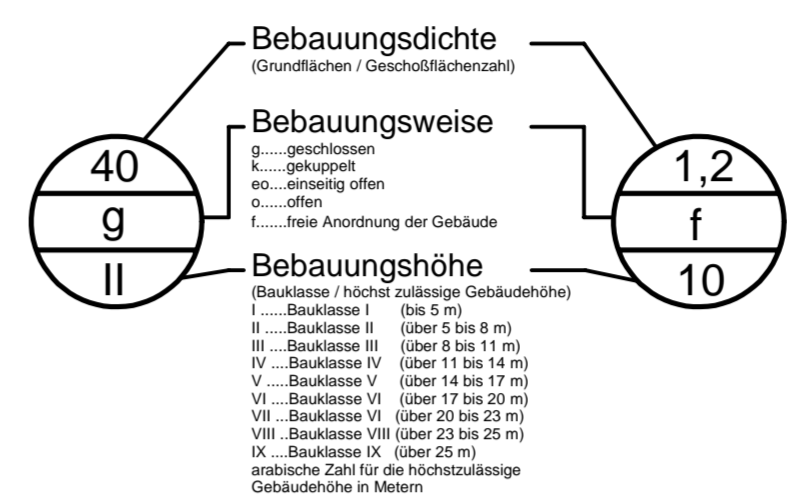 Bebauungsdichte
(Grundflächen / Geschoßflächenzahl)
40
g
II
1,2
f
10
Bebauungsweise
g......geschlossen
k......gekuppelt
eo....einseitig offen
o......offen
f.......freie Anordnung der Gebäude
Bebauungshöhe
(Bauklasse / höchst zulässige Gebäudehöhe)
I ......Bauklasse I (bis 5 m)
II .....Bauklasse II (über 5 bis 8 m)
III ....Bauklasse III (über 8 bis 11 m)
IV ....Bauklasse IV (über 11 bis 14 m)
V .....Bauklasse V (über 14 bis 17 m)
VI ....Bauklasse VI (über 17 bis 20 m)
VII ...Bauklasse VI (über 20 bis 23 m)
VIII ..Bauklasse VIII (über 23 bis 25 m)
IX ....Bauklasse IX (über 25 m)
arabische Zahl für die höchstzulässige
Gebäudehöhe in Metern